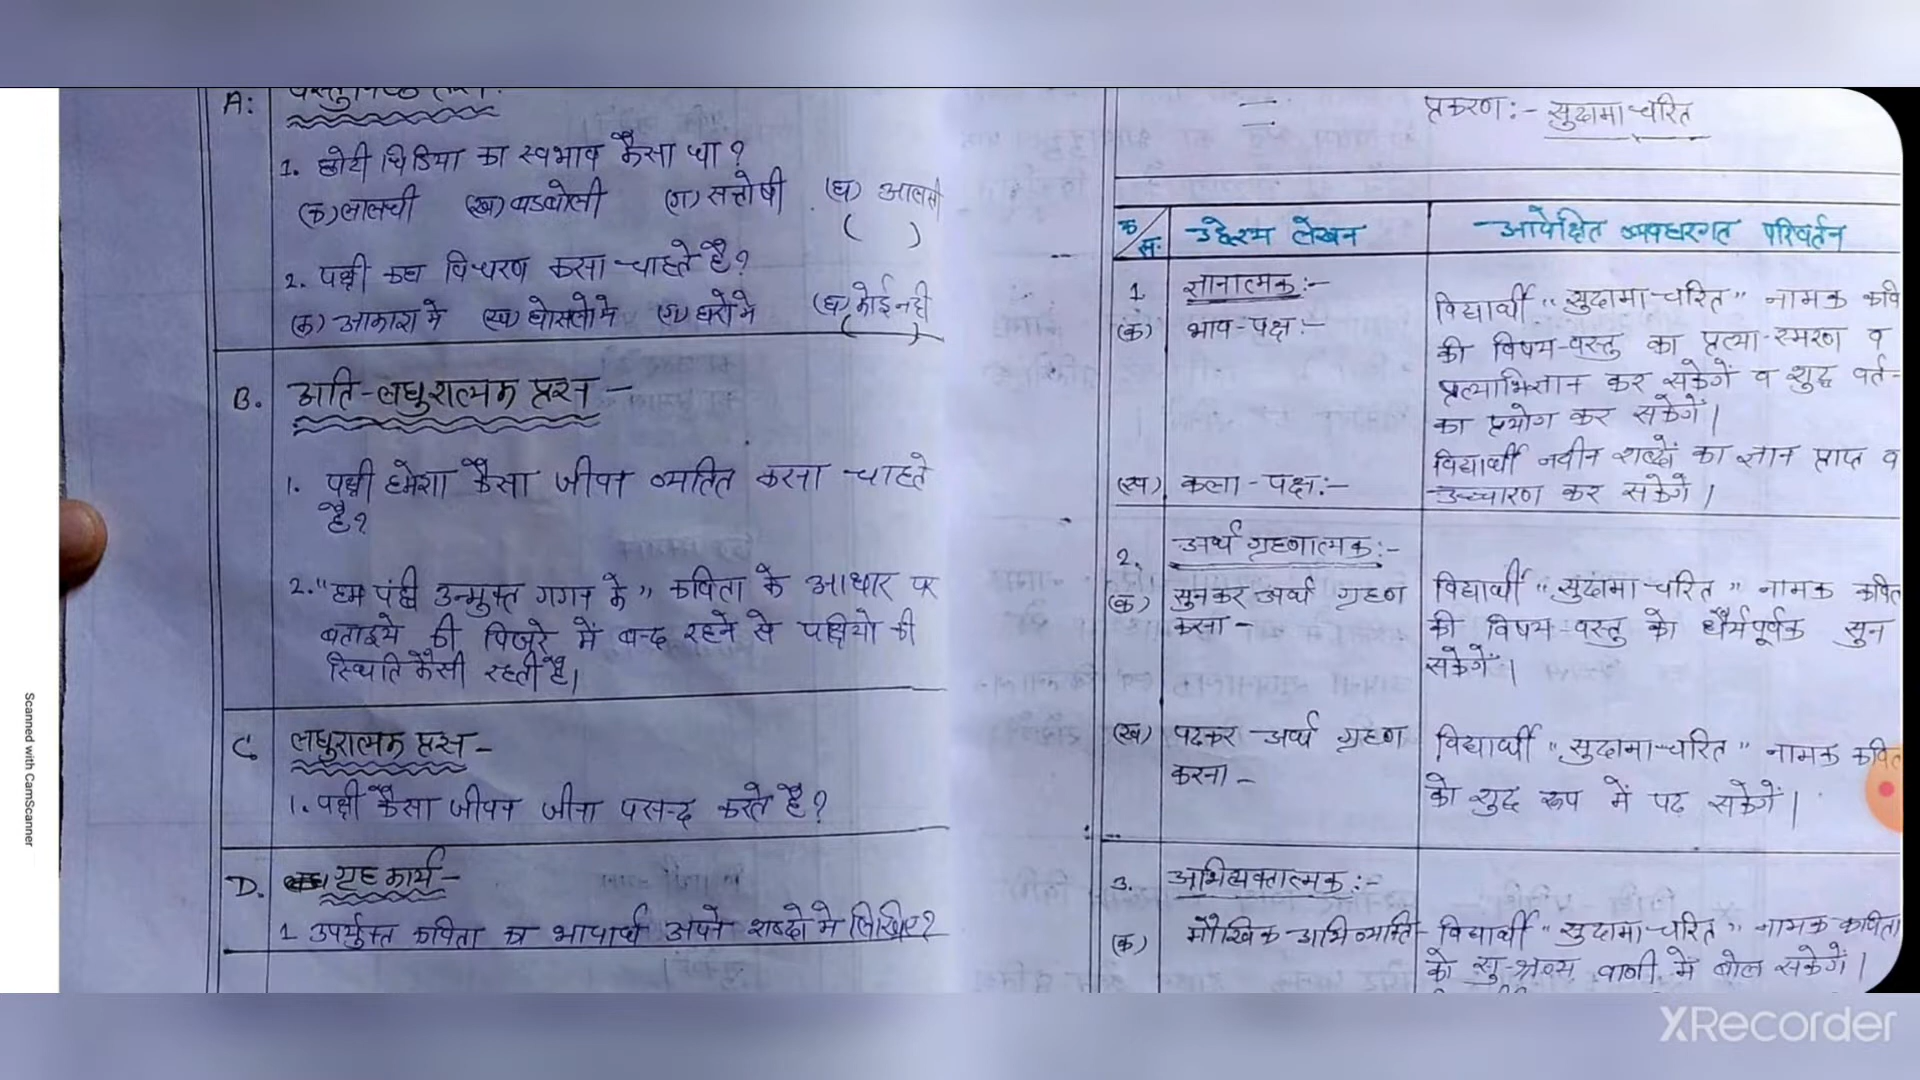 A: वस्तुनिष्ठ प्रश्न:
1. छोटी चिडिया का स्वभाव कैसा था?
(क) लालची (ख) बडबोली (ग) सन्तोषी (घ) आलसी
( )
2. पक्षी कहा विचरण करना चाहते है?
(क) आकाश मे (ख) घोसलो मे (ग) घरो मे (घ) कोई नही
( )
B. अति-लघुरात्मक प्रश्न -
1. पक्षी हमेशा कैसा जीवन व्यतित करना चाहते
है?
2. "हम पंछी उन्मुक्त गगन के" कविता के आधार पर
बताइये की पिंजरे में बन्द रहने से पक्षियो की
स्थिति कैसी रहती है।
C. लघुरात्मक प्रश्न -
1. पक्षी कैसा जीवन जीना पसन्द करते है?
D. गृह कार्य -
1 उपर्युक्त कविता का भावार्थ अपने शब्दो मे लिखिए?
प्रकरण:- सुदामा-चरित
क्र/स. उद्देश्य लेखन अपेक्षित व्यवहारगत परिवर्तन
1 ज्ञानात्मक:-
(क) भाव-पक्ष:- विद्यार्थी "सुदामा-चरित" नामक कवि
की विषय-वस्तु का प्रत्या-स्मरण व
प्रत्याभिज्ञान कर सकेगें व शुद्ध वर्त-
का प्रयोग कर सकेगें।
(ख) कला-पक्ष:- विद्यार्थी नवीन शब्दों का ज्ञान प्राप्त व
उच्चारण कर सकेगे।
2. अर्थ ग्रहणात्मक:-
(क) सुनकर अर्थ ग्रहण करना - विद्यार्थी "सुदामा-चरित" नामक कवित
की विषय-वस्तु को धैर्यपूर्वक सुन
सकेगें।
(ख) पढकर अर्थ ग्रहण करना - विद्यार्थी "सुदामा-चरित" नामक कवित
को शुद्ध रूप में पढ़ सकेगें।
3. अभिव्यक्तात्मक:-
(क) मौखिक-अभिव्यक्ति- विद्यार्थी "सुदामा-चरित" नामक कविता
को सु-श्रव्य वाणी में बोल सकेगें।
Scanned with CamScanner
XRecorder